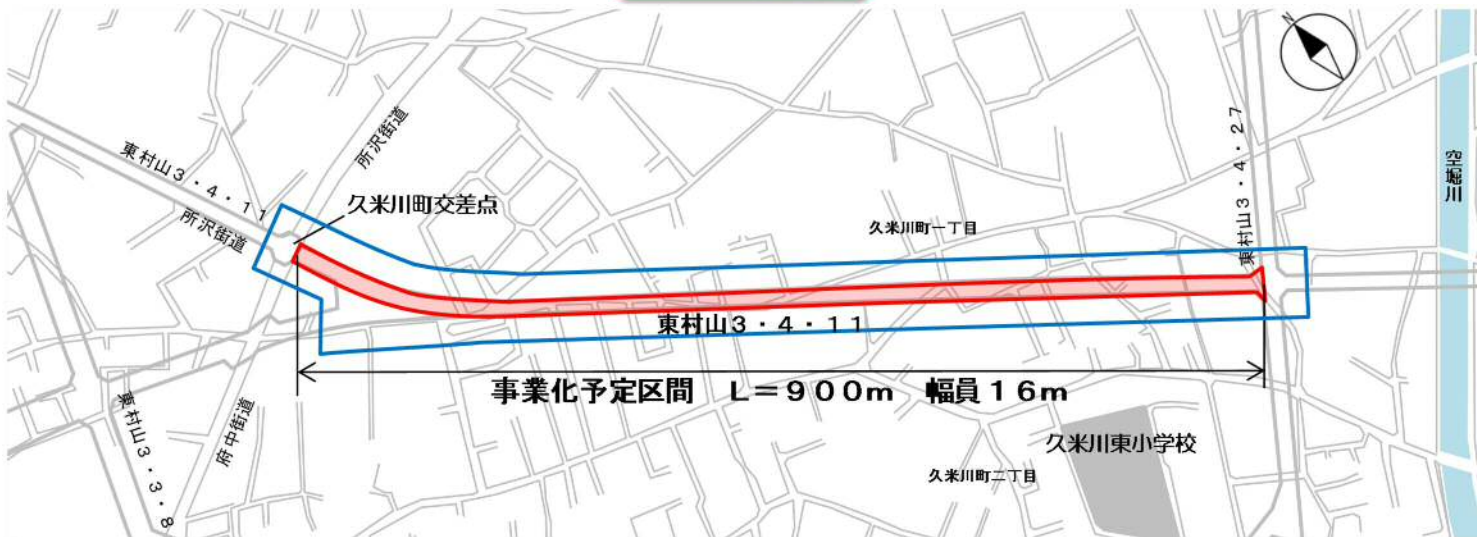 N
東村山3・4・11
所沢街道
所沢街道
久米川町交差点
久米川町一丁目
東村山3・4・27
空堀川
東村山3・4・11
事業化予定区間 L=900m 幅員16m
東村山3・3・8
府中街道
久米川東小学校
久米川町二丁目